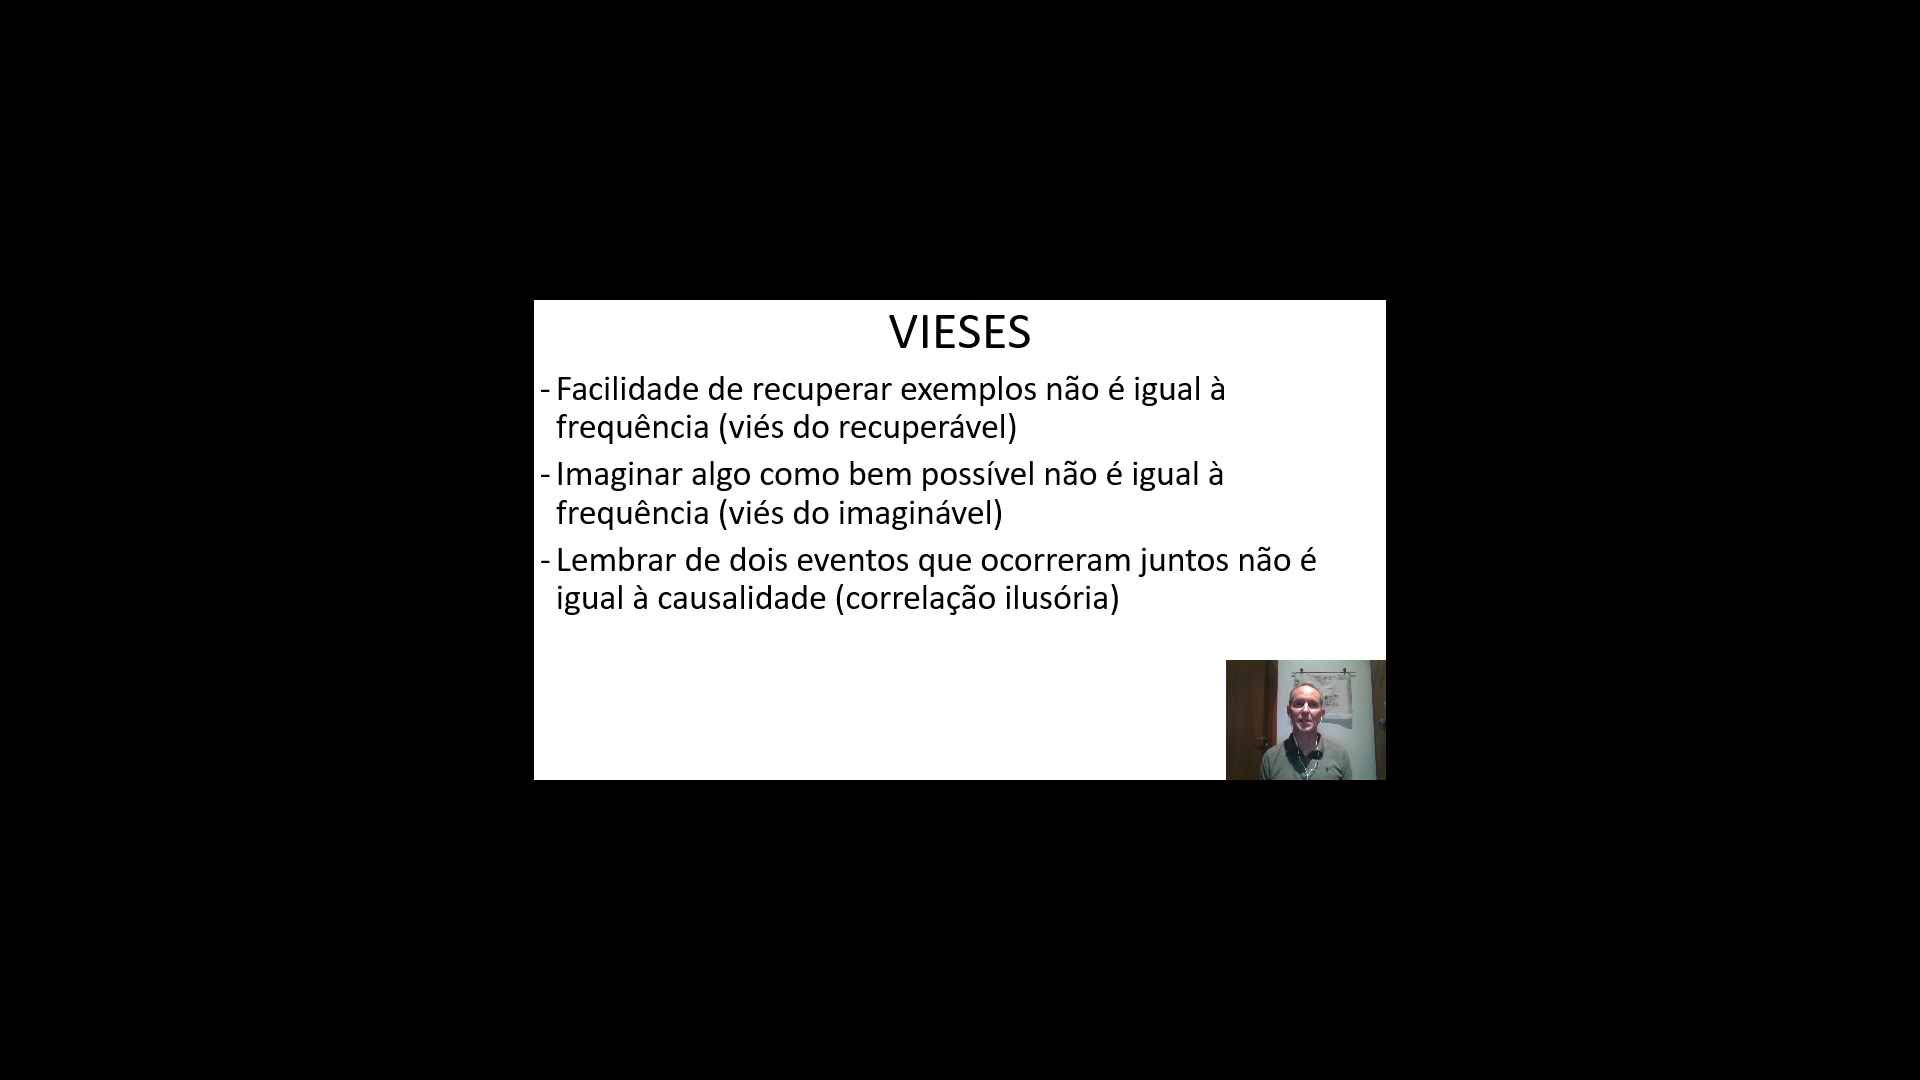 VIESES
- Facilidade de recuperar exemplos não é igual à
frequência (viés do recuperável)
- Imaginar algo como bem possível não é igual à
frequência (viés do imaginável)
- Lembrar de dois eventos que ocorreram juntos não é
igual à causalidade (correlação ilusória)